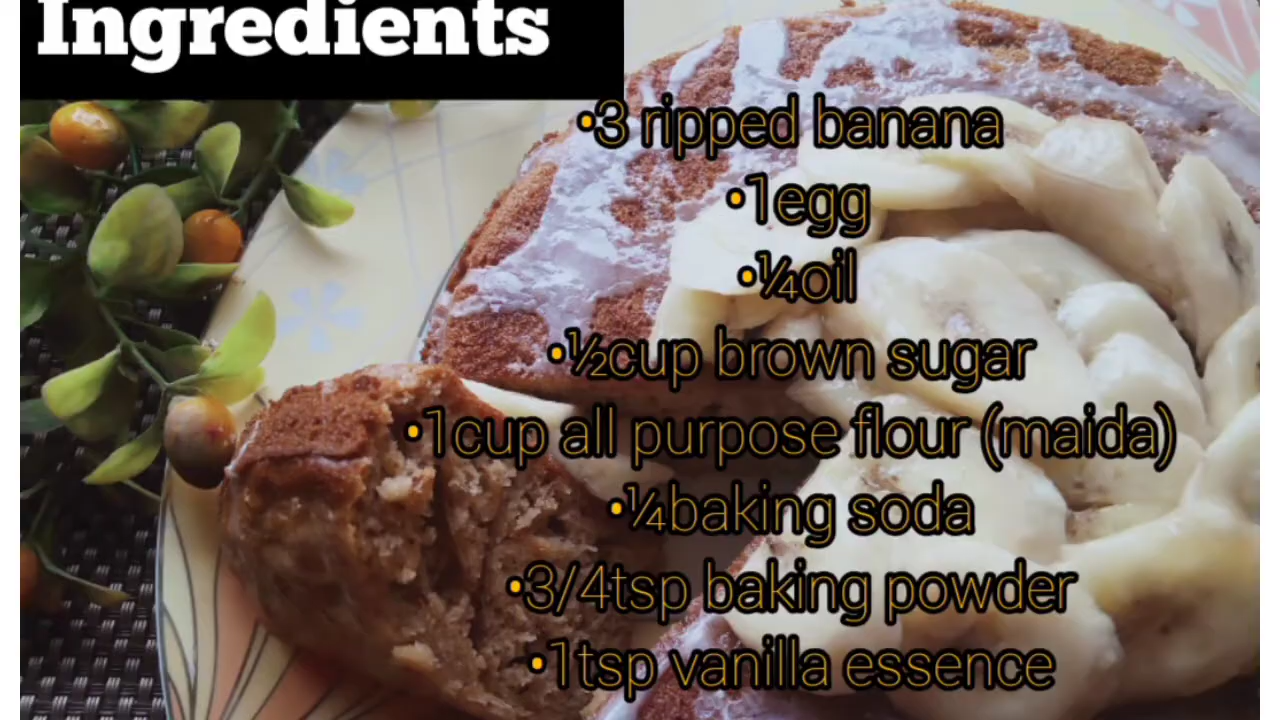 Ingredients
•3 ripped banana
•1egg
•¼oil
•½cup brown sugar
•1cup all purpose flour (maida)
•¼baking soda
•3/4tsp baking powder
•1tsp vanilla essence